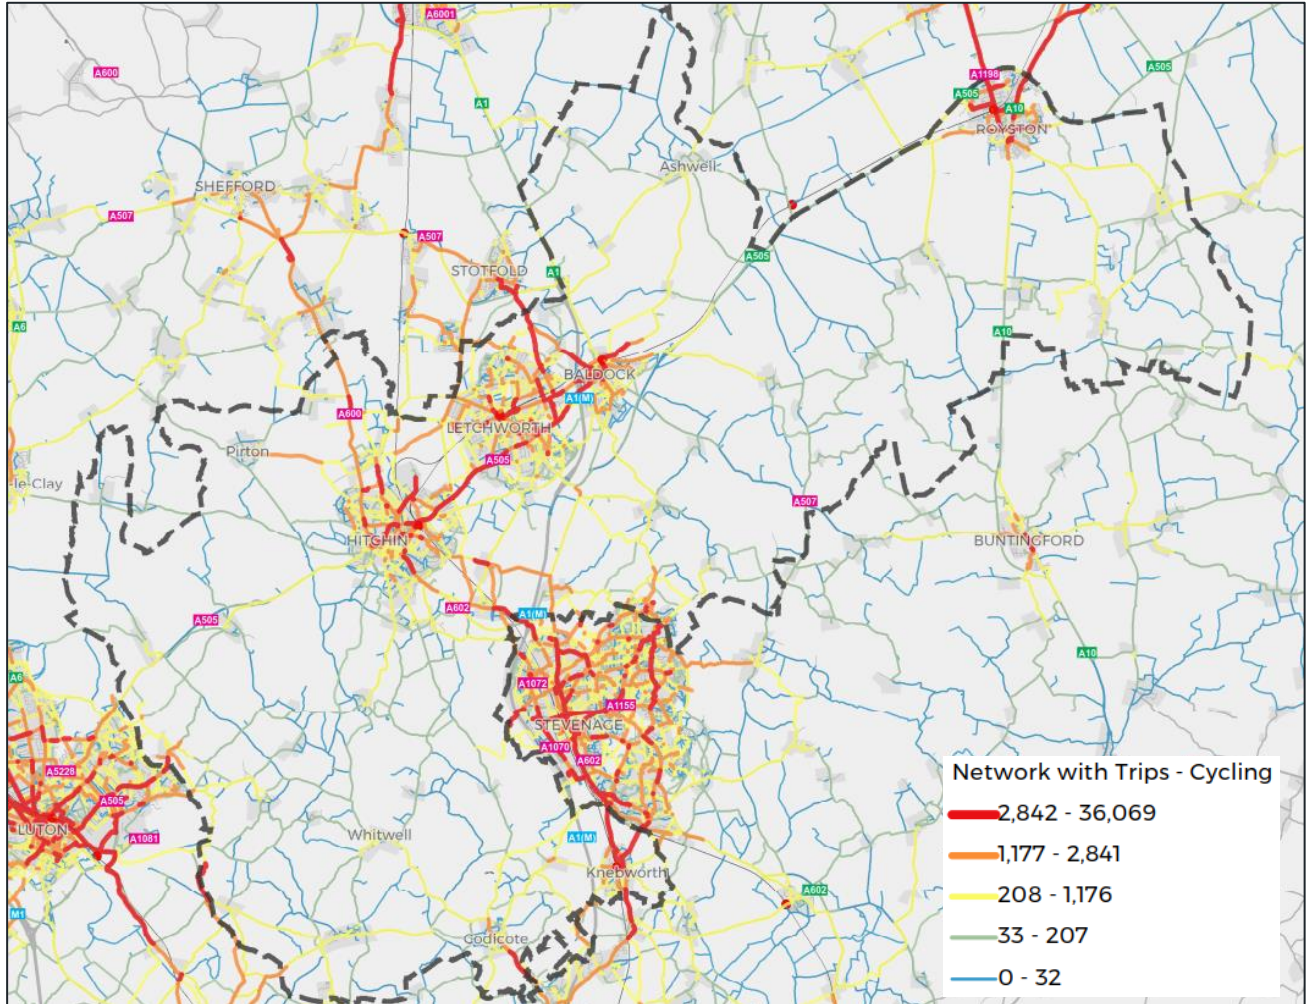 A6001
A600
A1198
A505
A505
A1
A10
ROYSTON
Ashwell
SHEFFORD
A507
A507
A505
STOTFOLD
A1
A6
A10
BALDOCK
A1(M)
A600
LETCHWORTH
Pirton
A505
-le-Clay
A507
HITCHIN
BUNTINGFORD
A602
A1(M)
A505
A10
A6
A1072
A1155
STEVENAGE
A1070
A602
A5228
A505
LUTON
A1081
Whitwell
A1(M)
Knebworth
A602
M1
Codicote
Network with Trips - Cycling
2,842 - 36,069
1,177 - 2,841
208 - 1,176
33 - 207
0 - 32